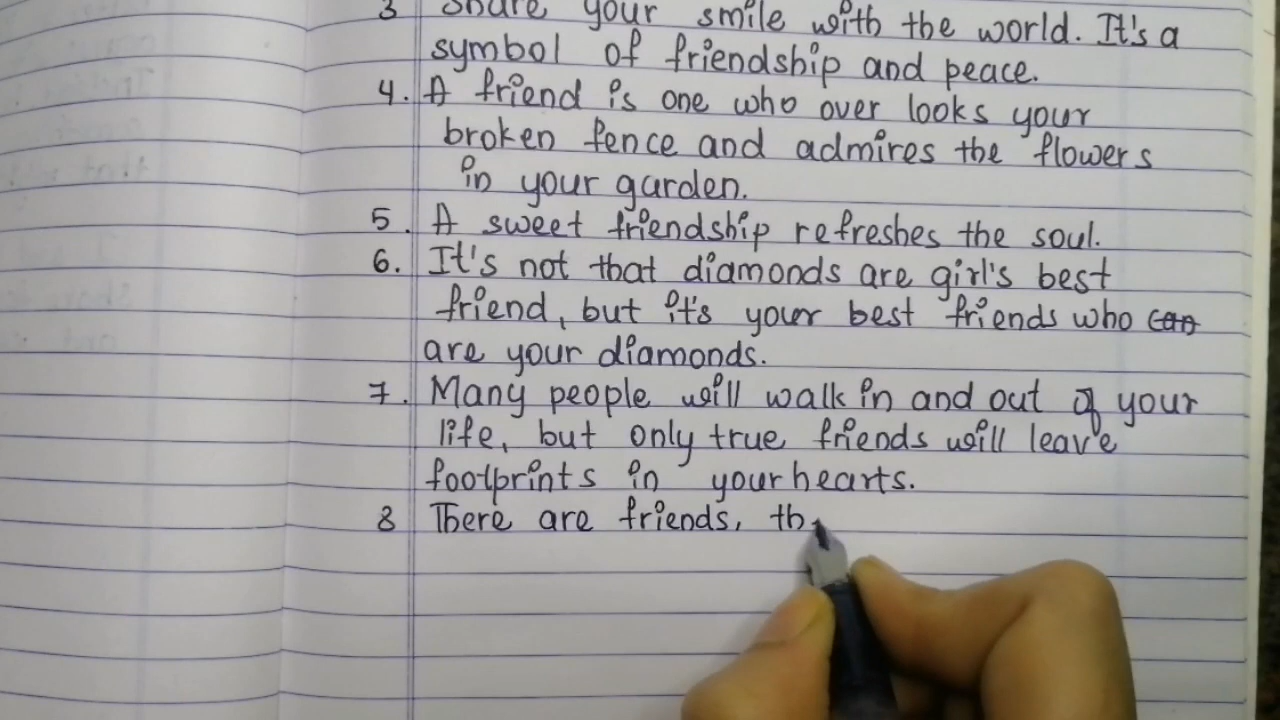 3 Share your smile with the world. It's a
symbol of friendship and peace.
4. A friend is one who over looks your
broken fence and admires the flowers
in your garden.
5. A sweet friendship refreshes the soul.
6. It's not that diamonds are girl's best
friend, but it's your best friends who can
are your diamonds.
7. Many people will walk in and out of your
life, but only true friends will leave
footprints in your hearts.
8 There are friends, th